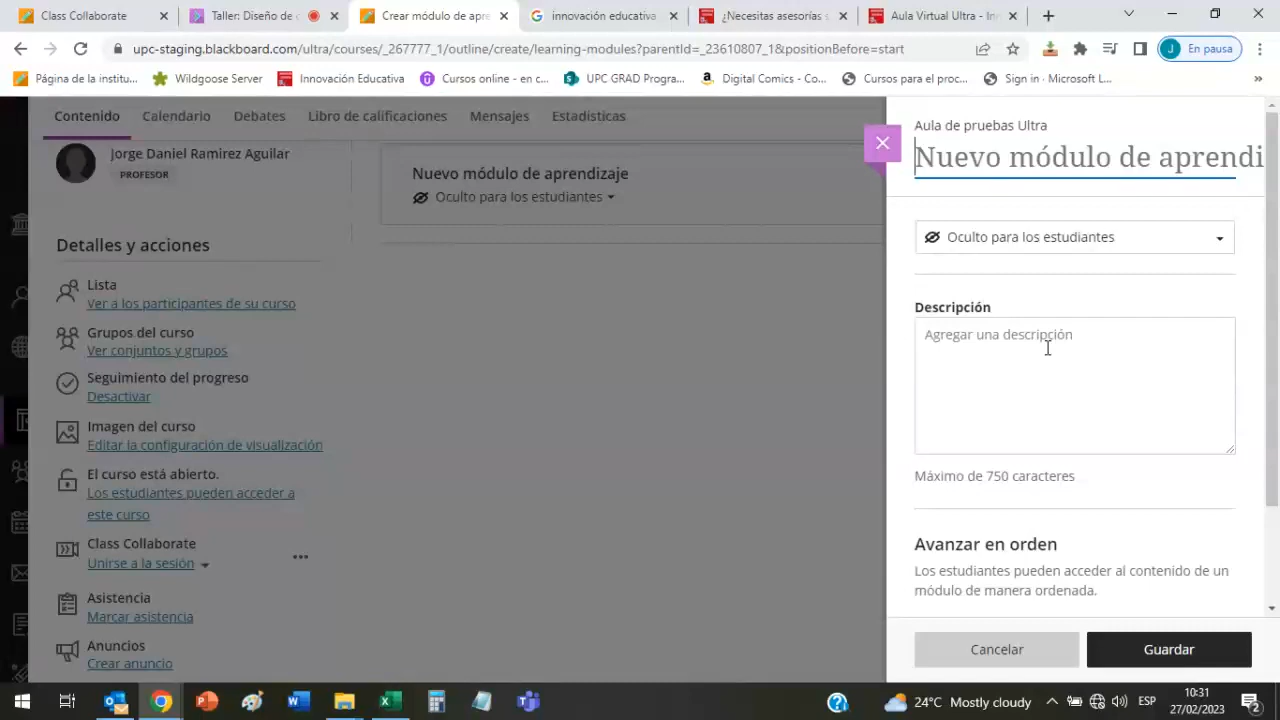 Class Collaborate
Taller: Diseño de
Crear módulo de apre
innovación educativa
¿Necesitas asesorías
Aula Virtual Ultra - Inn
upc-staging.blackboard.com/ultra/courses/_267777_1/outline/create/learning-modules?parentId=_23610807_1&positionBefore=start
J En pausa
Página de la institu...
Wildgoose Server
Innovación Educativa
Cursos online - en c...
UPC GRAD Progra...
Digital Comics - Co...
Cursos para el proc...
Sign in · Microsoft L...
Contenido
Calendario
Debates
Libro de calificaciones
Mensajes
Estadísticas
Jorge Daniel Ramirez Aguilar
PROFESOR
Detalles y acciones
Lista
Ver a los participantes de su curso
Grupos del curso
Ver conjuntos y grupos
Seguimiento del progreso
Desactivar
Imagen del curso
Editar la configuración de visualización
El curso está abierto.
Los estudiantes pueden acceder a
este curso
Class Collaborate
Unirse a la sesión
Asistencia
Marcar asistencia
Anuncios
Crear anuncio
Nuevo módulo de aprendizaje
Oculto para los estudiantes
Aula de pruebas Ultra
Nuevo módulo de aprendi
Oculto para los estudiantes
Descripción
Agregar una descripción
Máximo de 750 caracteres
Avanzar en orden
Los estudiantes pueden acceder al contenido de un
módulo de manera ordenada.
Cancelar
Guardar
24°C Mostly cloudy
ESP
10:31
27/02/2023
2